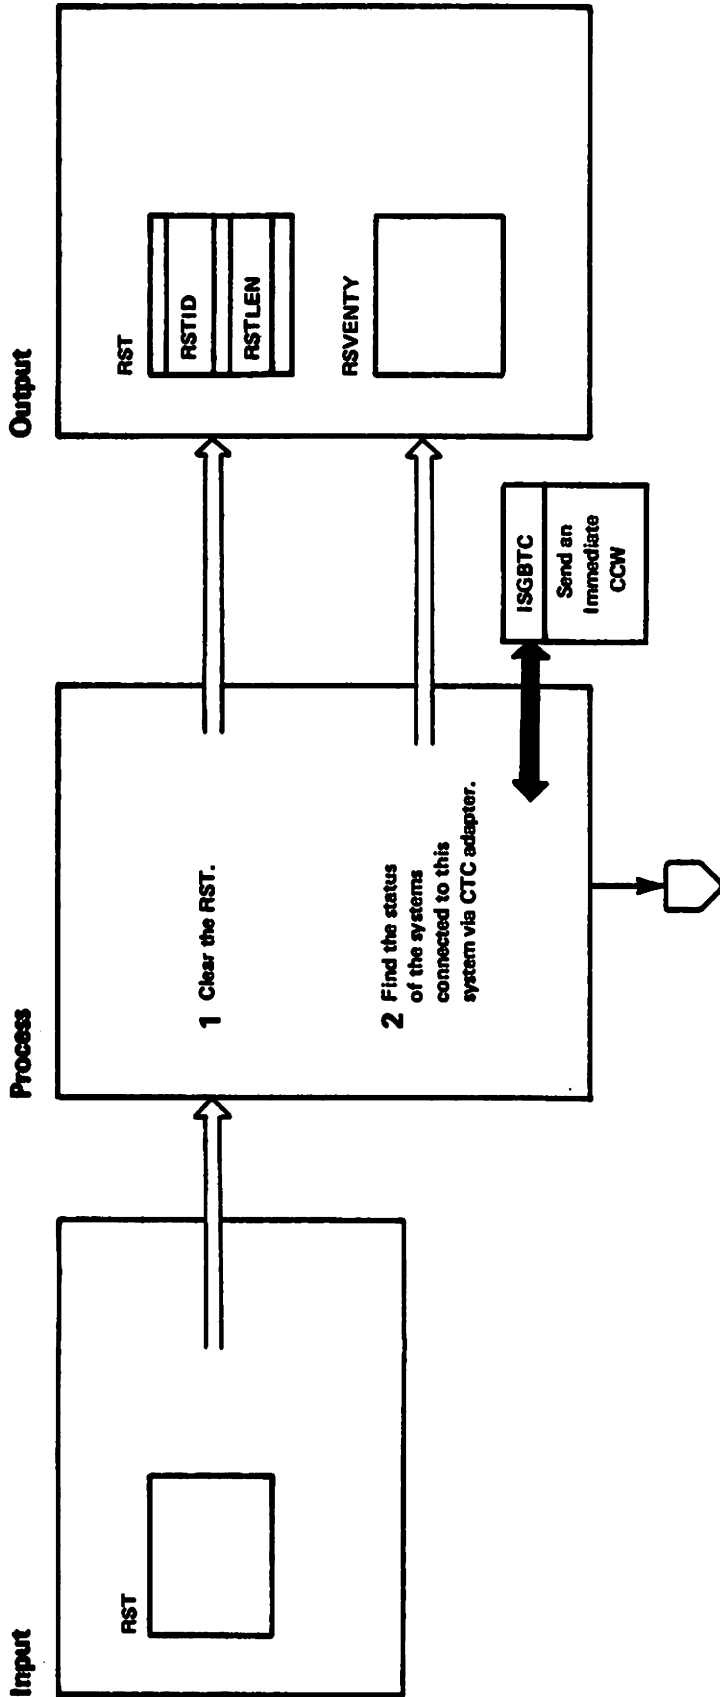 Input
RST
Process
1 Clear the RST.
2 Find the status
of the systems
connected to this
system via CTC adapter.
ISGBTC
Send an
Immediate
CCW
Output
RST
RSTID
RSTLEN
RSVENTY